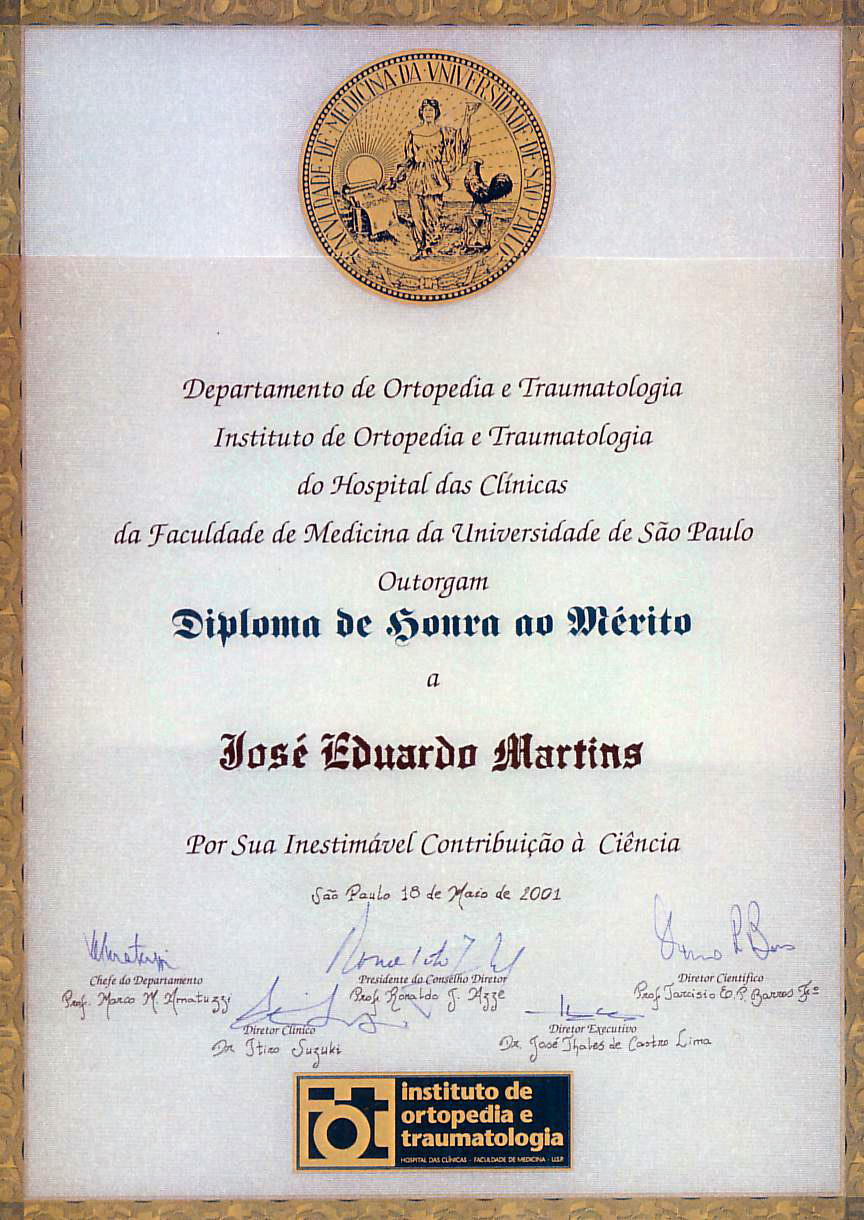 FACVLDADE DE MEDICINA DA VNIVERSIDADE DE SÃO PAULO
Departamento de Ortopedia e Traumatologia
Instituto de Ortopedia e Traumatologia
do Hospital das Clínicas
da Faculdade de Medicina da Universidade de São Paulo
Outorgam
Diploma de Honra ao Mérito
a
José Eduardo Martins
Por Sua Inestimável Contribuição à Ciência
São Paulo 18 de Maio de 2001
Chefe do Departamento
Prof. Marco M. Amatuzzi
Presidente do Conselho Diretor
Prof. Ronaldo J. Azze
Diretor Científico
Prof. Tarcisio E. P. Barros Fº
Diretor Clínico
Dr. Itiro Suzuki
Diretor Executivo
Dr. José Thales de Castro Lima
iot
instituto de
ortopedia e
traumatologia
HOSPITAL DAS CLÍNICAS - FACULDADE DE MEDICINA - U.S.P.